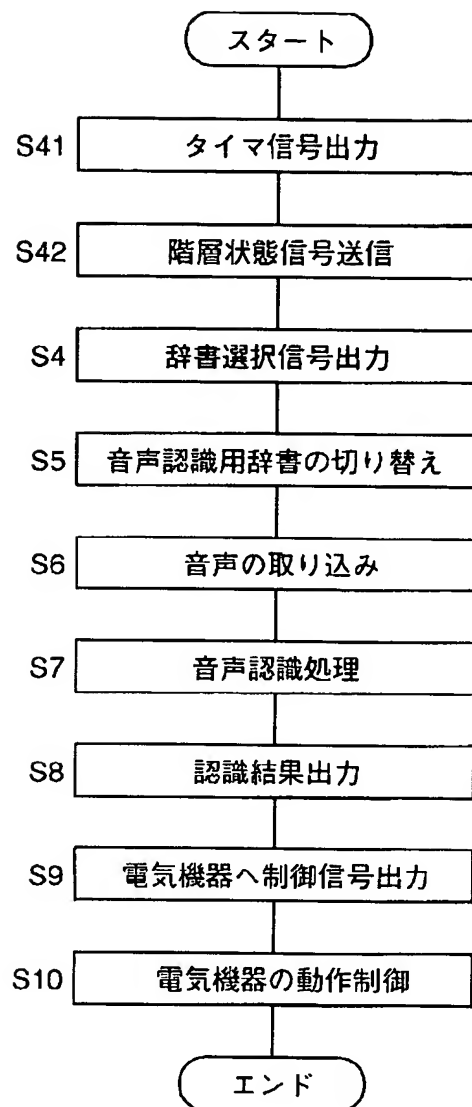 スタート
S41 タイマ信号出力
S42 階層状態信号送信
S4 辞書選択信号出力
S5 音声認識用辞書の切り替え
S6 音声の取り込み
S7 音声認識処理
S8 認識結果出力
S9 電気機器へ制御信号出力
S10 電気機器の動作制御
エンド